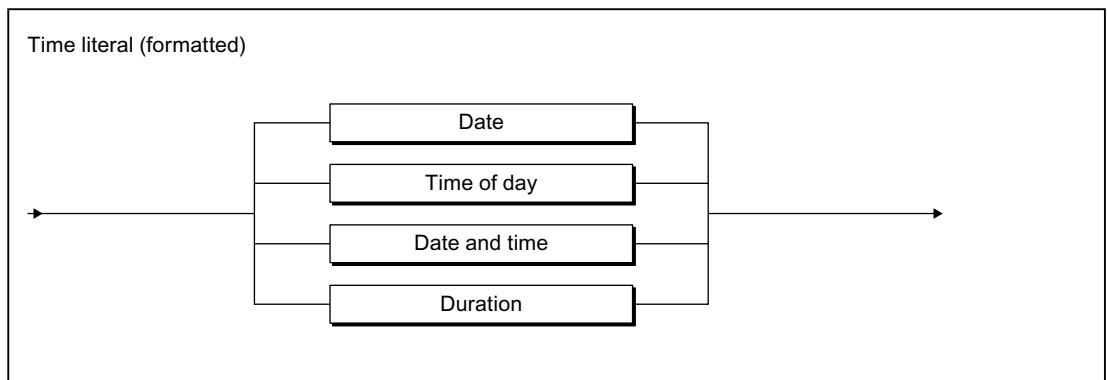 Time literal (formatted)
Date
Time of day
Date and time
Duration